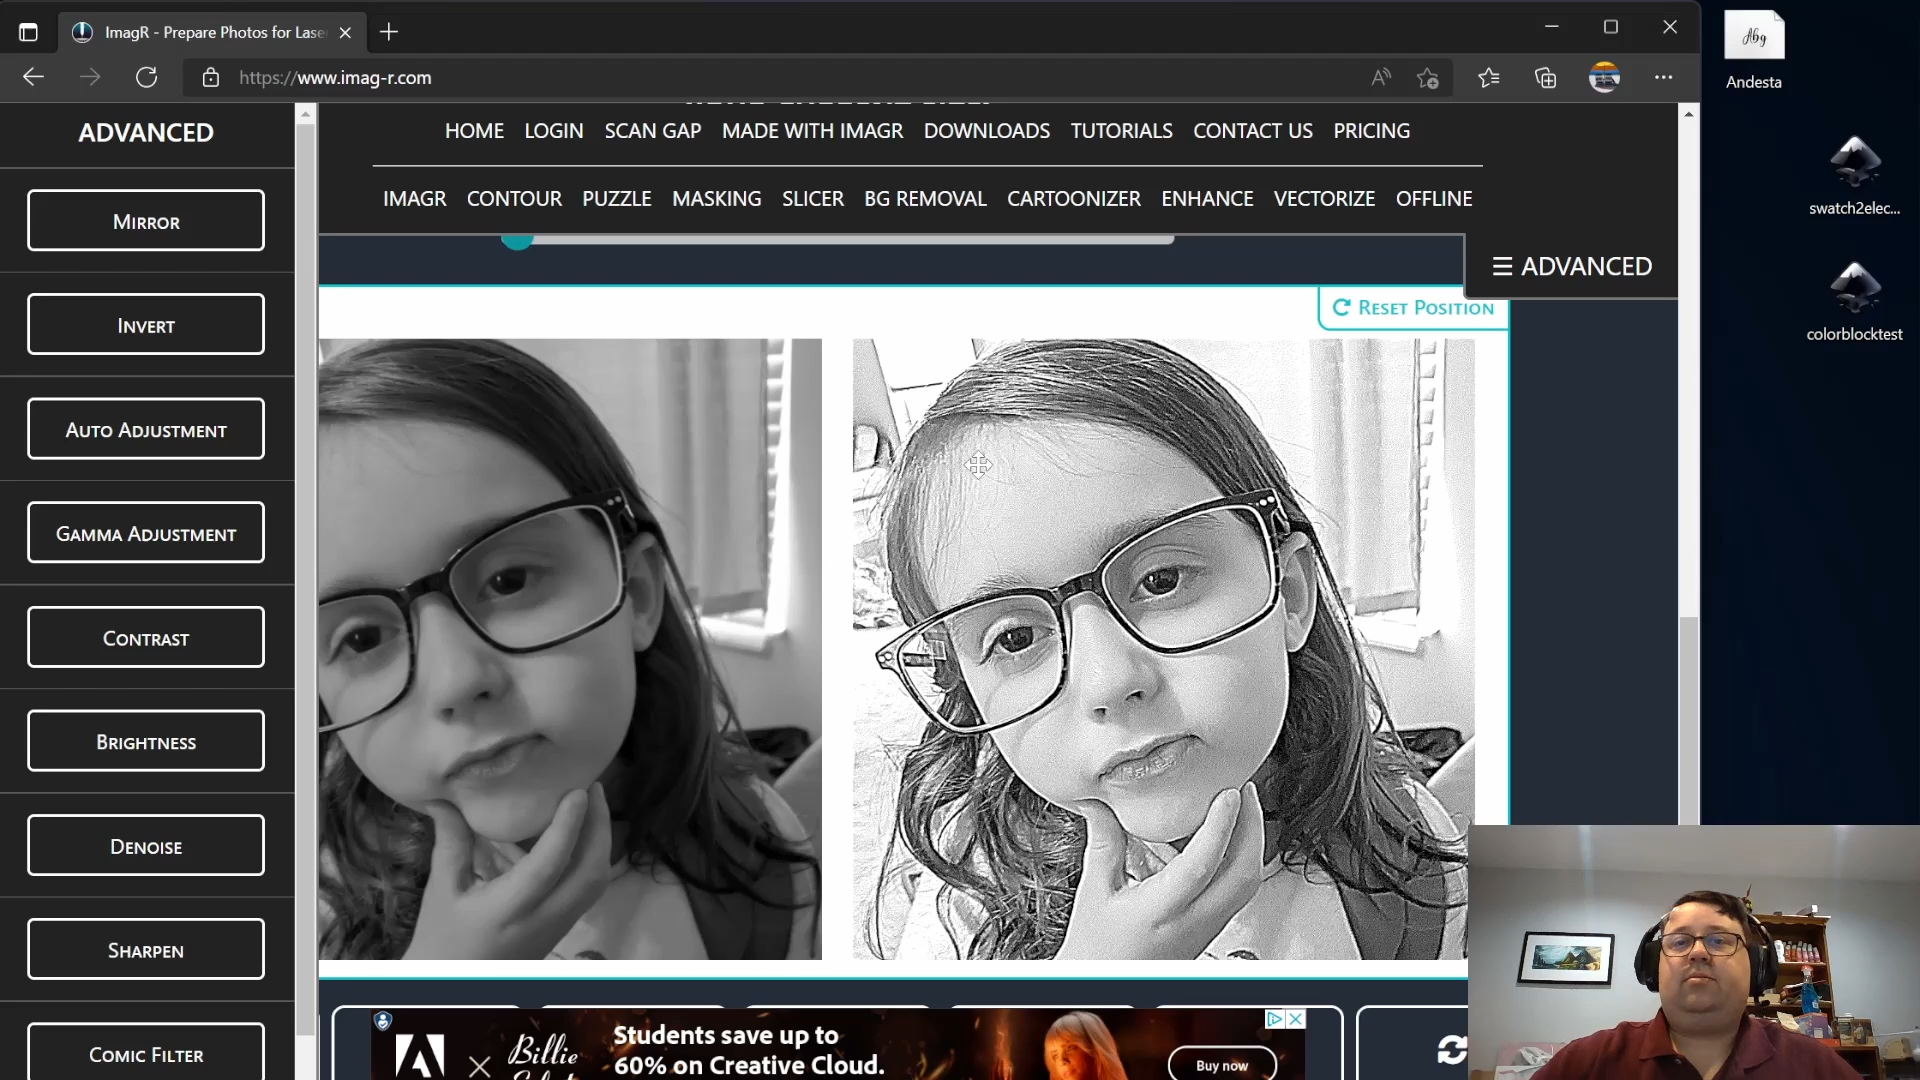 ImagR - Prepare Photos for Lase
https://www.imag-r.com
Abg
Andesta
swatch2elec...
colorblocktest
ADVANCED
MIRROR
INVERT
AUTO ADJUSTMENT
GAMMA ADJUSTMENT
CONTRAST
BRIGHTNESS
DENOISE
SHARPEN
COMIC FILTER
HOME LOGIN SCAN GAP MADE WITH IMAGR DOWNLOADS TUTORIALS CONTACT US PRICING
IMAGR CONTOUR PUZZLE MASKING SLICER BG REMOVAL CARTOONIZER ENHANCE VECTORIZE OFFLINE
☰ ADVANCED
RESET POSITION
Billie
Students save up to
60% on Creative Cloud.
Buy now